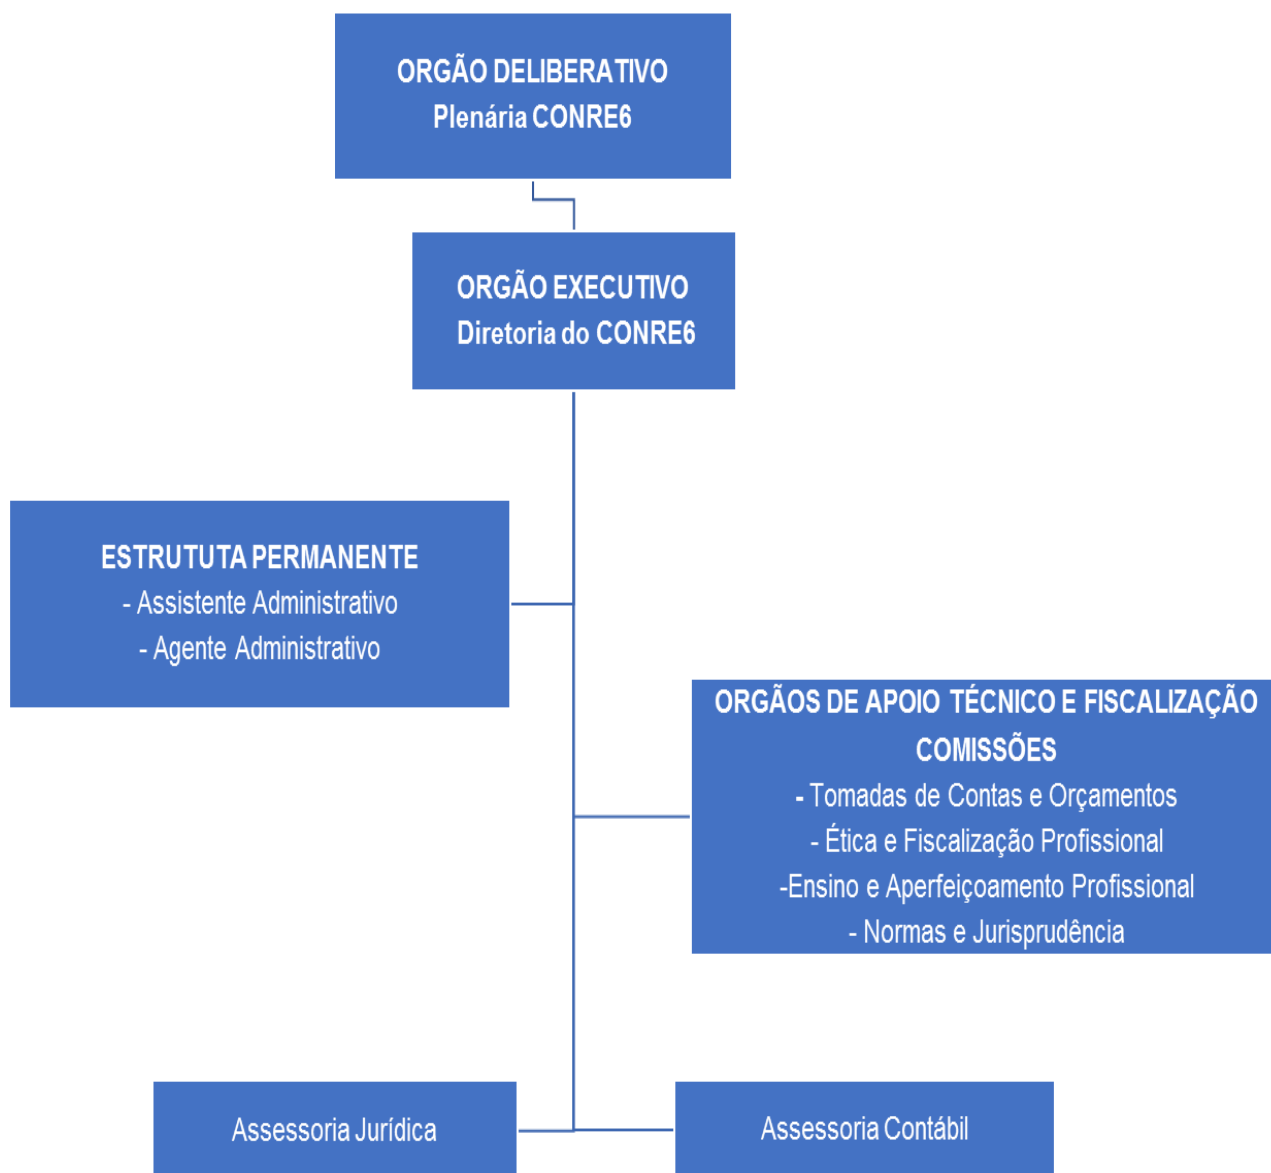 ORGÃO DELIBERATIVO
Plenária CONRE6
ORGÃO EXECUTIVO
Diretoria do CONRE6
ESTRUTUTA PERMANENTE
- Assistente Administrativo
- Agente Administrativo
ORGÃOS DE APOIO TÉCNICO E FISCALIZAÇÃO
COMISSÕES
- Tomadas de Contas e Orçamentos
- Ética e Fiscalização Profissional
-Ensino e Aperfeiçoamento Profissional
- Normas e Jurisprudência
Assessoria Jurídica
Assessoria Contábil